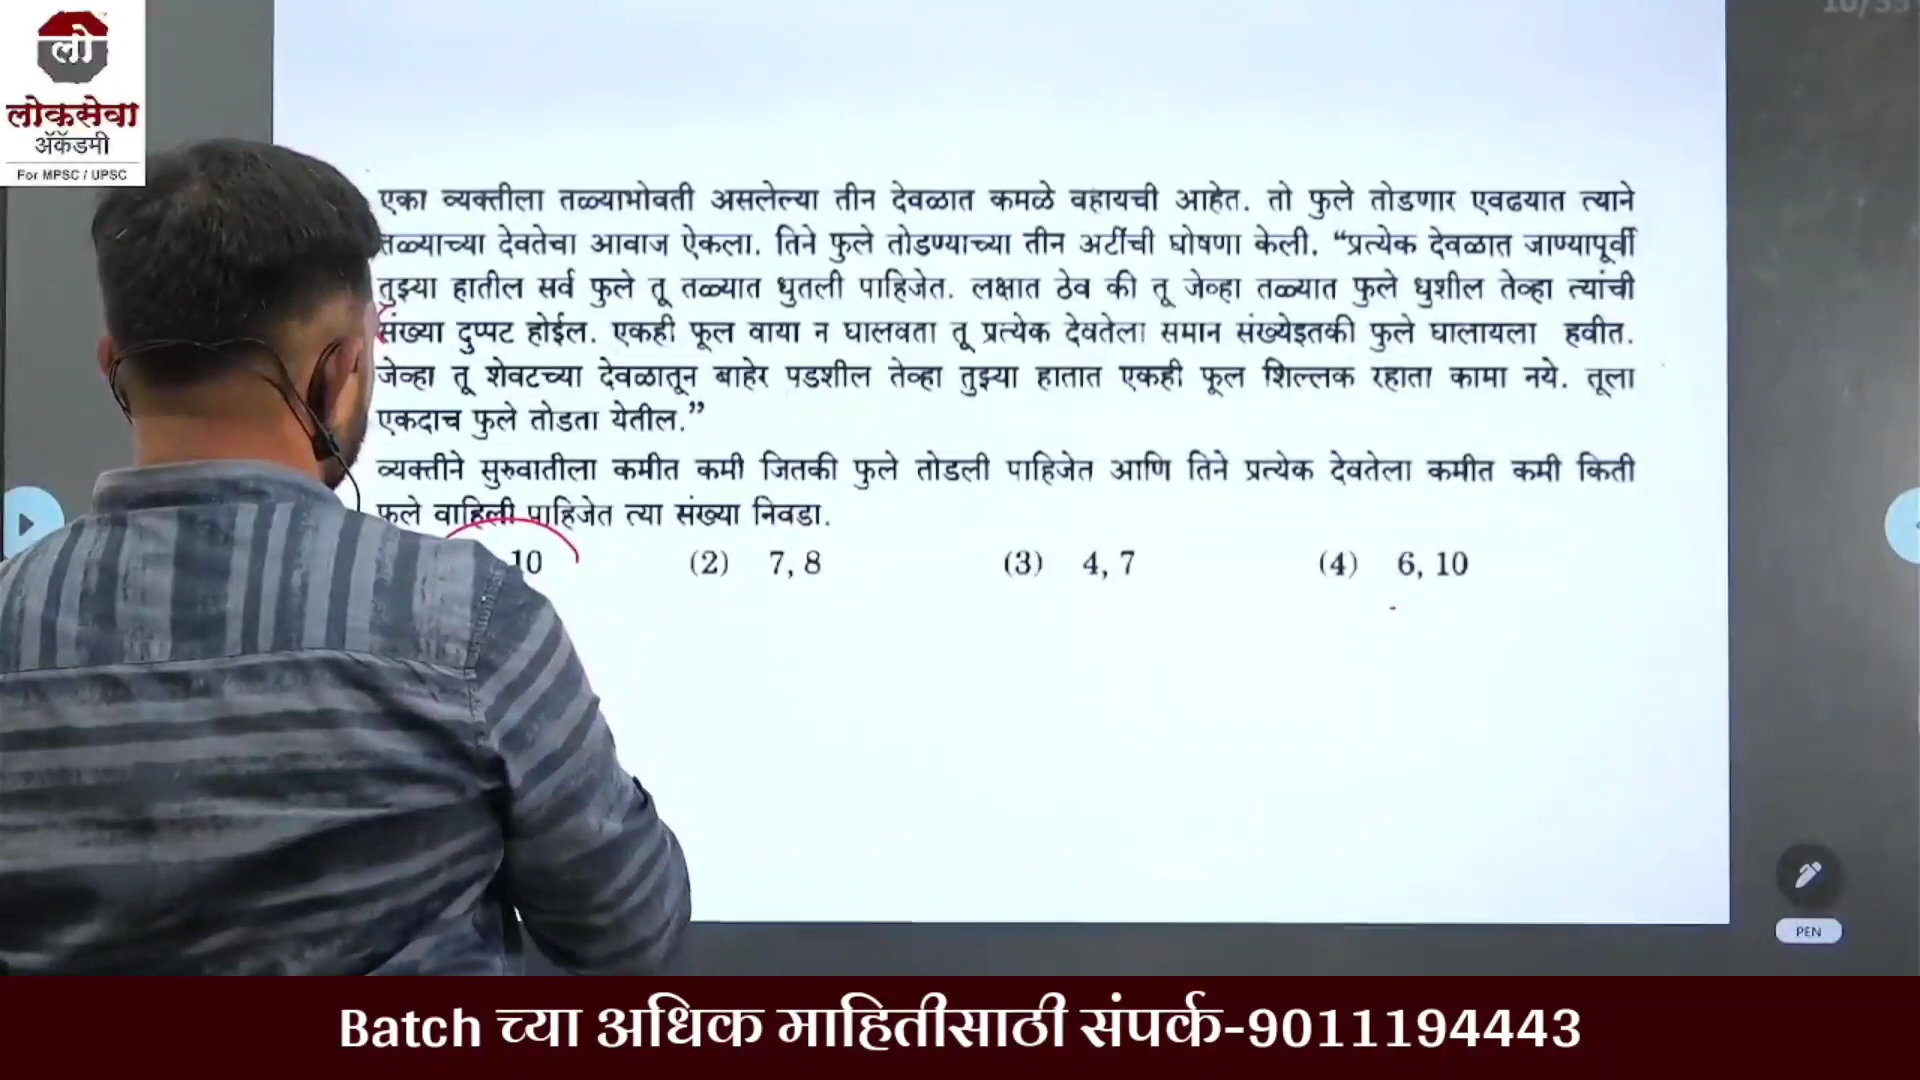 10/35
लो
लोकसेवा
ॲकॅडमी
For MPSC / UPSC
एका व्यक्तीला तळ्याभोवती असलेल्या तीन देवळात कमळे वहायची आहेत. तो फुले तोडणार एवढयात त्याने
तळ्याच्या देवतेचा आवाज ऐकला. तिने फुले तोडण्याच्या तीन अटींची घोषणा केली. “प्रत्येक देवळात जाण्यापूर्वी
तुझ्या हातील सर्व फुले तू तळ्यात धुतली पाहिजेत. लक्षात ठेव की तू जेव्हा तळ्यात फुले धुशील तेव्हा त्यांची
संख्या दुप्पट होईल. एकही फूल वाया न घालवता तू प्रत्येक देवतेला समान संख्येइतकी फुले घालायला हवीत.
जेव्हा तू शेवटच्या देवळातून बाहेर पडशील तेव्हा तुझ्या हातात एकही फूल शिल्लक रहाता कामा नये. तूला
एकदाच फुले तोडता येतील.”
व्यक्तीने सुरुवातीला कमीत कमी जितकी फुले तोडली पाहिजेत आणि तिने प्रत्येक देवतेला कमीत कमी किती
फुले वाहिली पाहिजेत त्या संख्या निवडा.
10 (2) 7, 8 (3) 4, 7 (4) 6, 10
PEN
Batch च्या अधिक माहितीसाठी संपर्क-9011194443